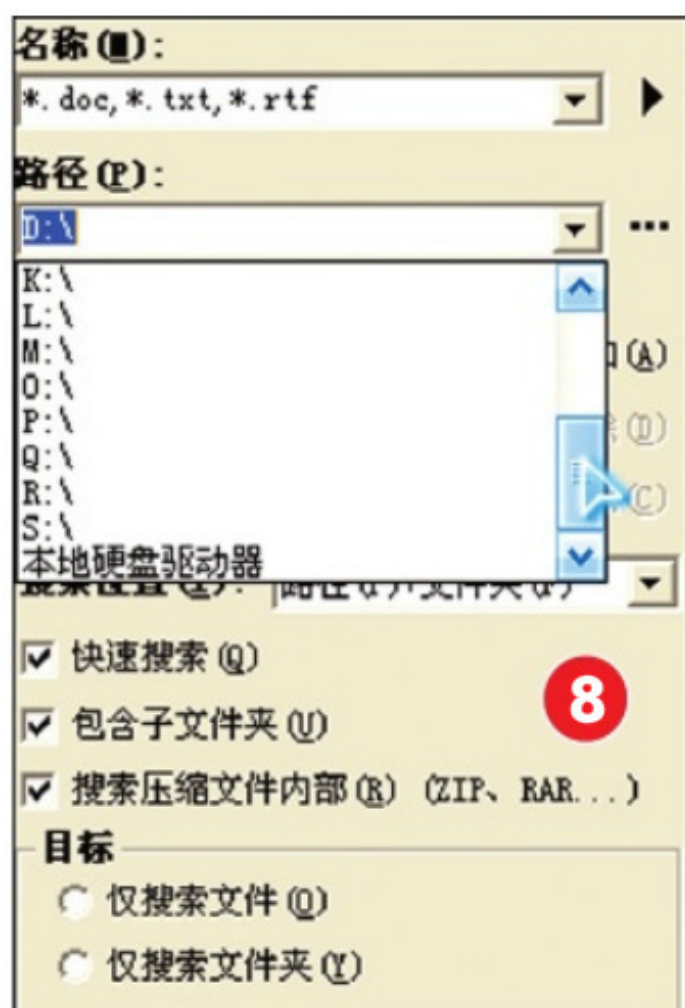 名称(N):
*.doc,*.txt,*.rtf
路径(P):
D:\
K:\
L:\
M:\
O:\
P:\
Q:\
R:\
S:\
本地硬盘驱动器
(A)
(D)
(C)
快速搜索(Q)
8
包含子文件夹(U)
搜索压缩文件内部(R) (ZIP、RAR...)
目标
仅搜索文件(O)
仅搜索文件夹(Y)